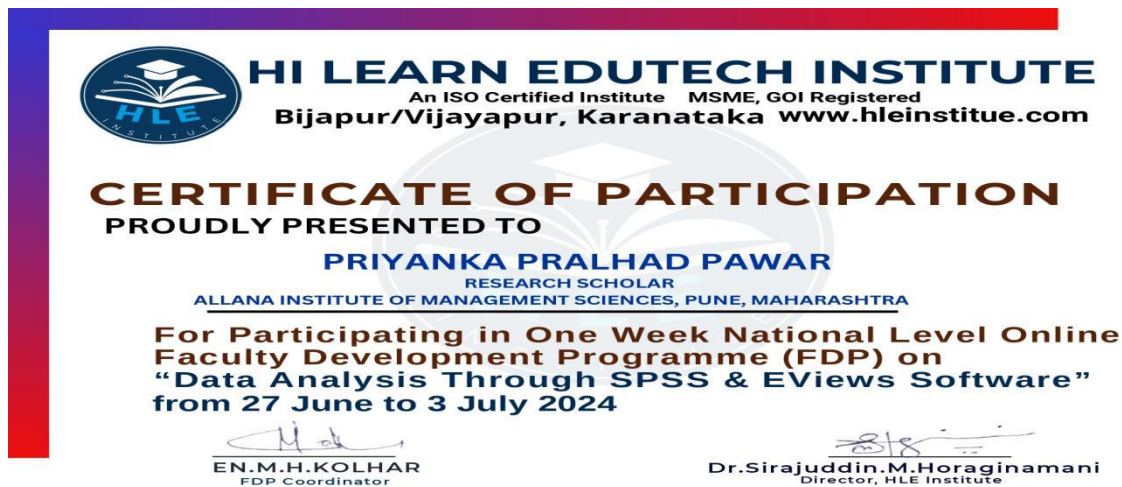 HLE
INSTITUTE
HI LEARN EDUTECH INSTITUTE
An ISO Certified Institute MSME, GOI Registered
Bijapur/Vijayapur, Karanataka www.hleinstitue.com
CERTIFICATE OF PARTICIPATION
PROUDLY PRESENTED TO
PRIYANKA PRALHAD PAWAR
RESEARCH SCHOLAR
ALLANA INSTITUTE OF MANAGEMENT SCIENCES, PUNE, MAHARASHTRA
For Participating in One Week National Level Online
Faculty Development Programme (FDP) on
“Data Analysis Through SPSS & EViews Software”
from 27 June to 3 July 2024
EN.M.H.KOLHAR
FDP Coordinator
Dr.Sirajuddin.M.Horaginamani
Director, HLE Institute